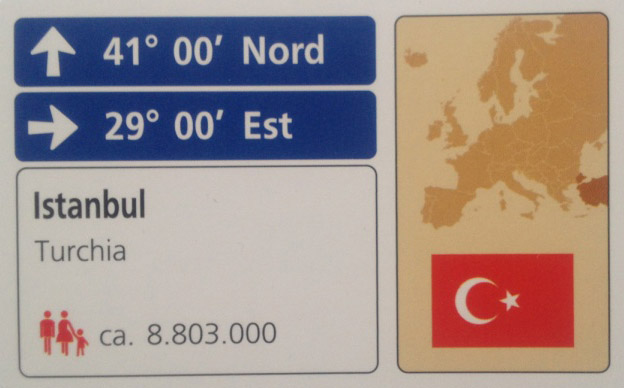 41° 00′ Nord
29° 00′ Est
Istanbul
Turchia
ca. 8.803.000